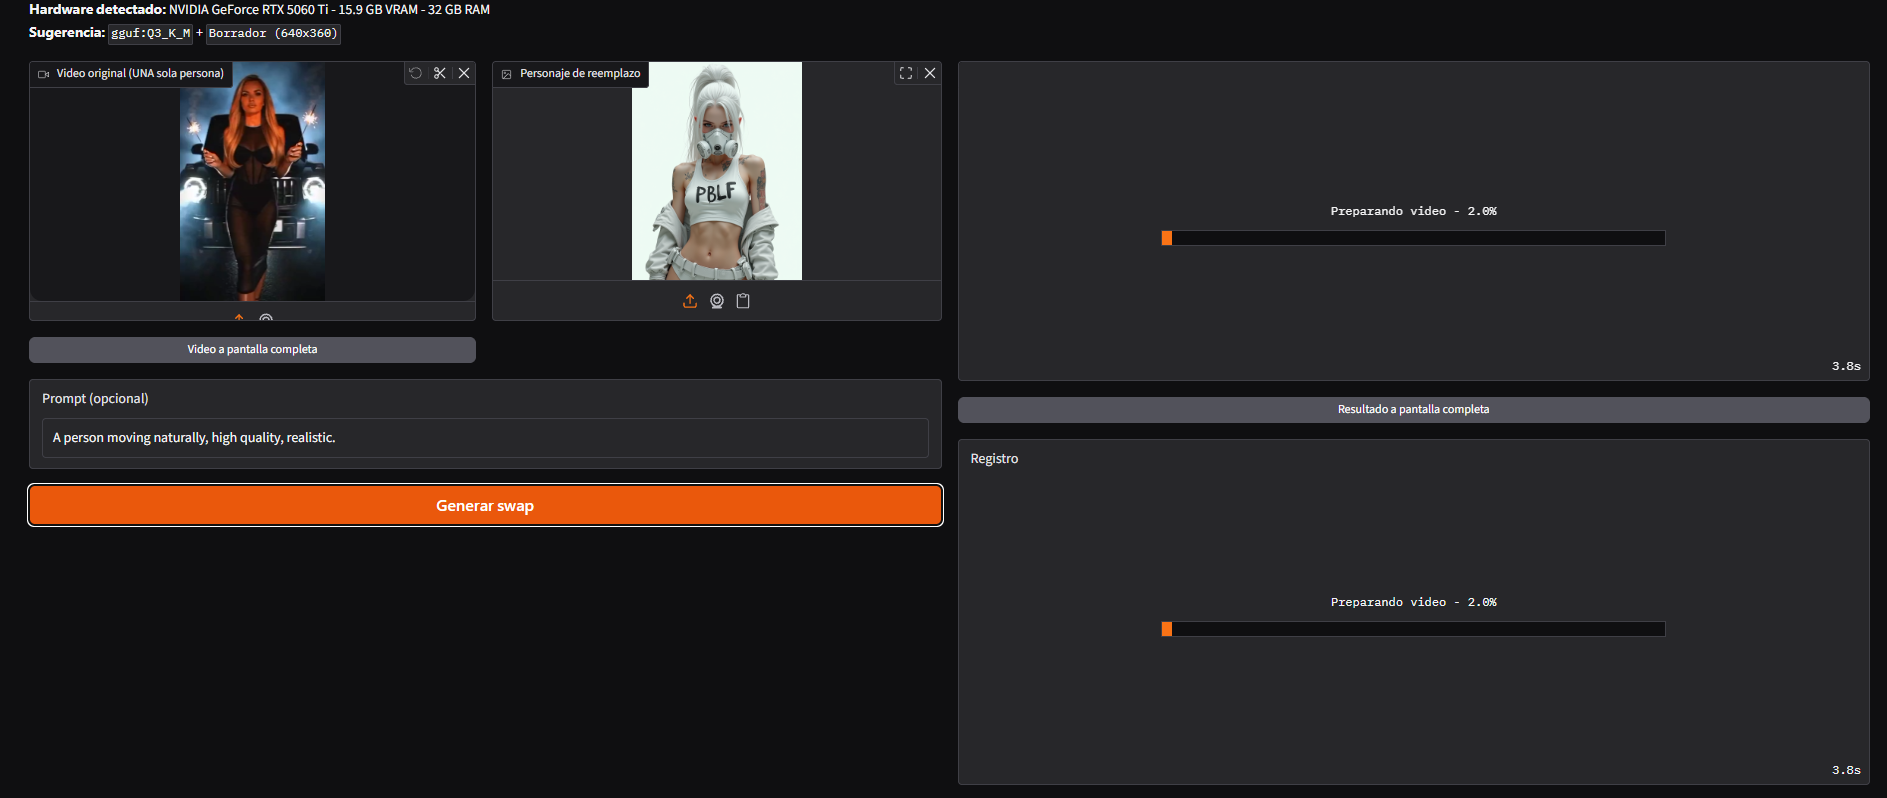 Hardware detectado: NVIDIA GeForce RTX 5060 Ti - 15.9 GB VRAM - 32 GB RAM
Sugerencia: gguf:Q3_K_M + Borrador (640x360)
Video original (UNA sola persona)
Personaje de reemplazo
PBLF
Video a pantalla completa
Prompt (opcional)
A person moving naturally, high quality, realistic.
Generar swap
Preparando video - 2.0%
3.8s
Resultado a pantalla completa
Registro
Preparando video - 2.0%
3.8s